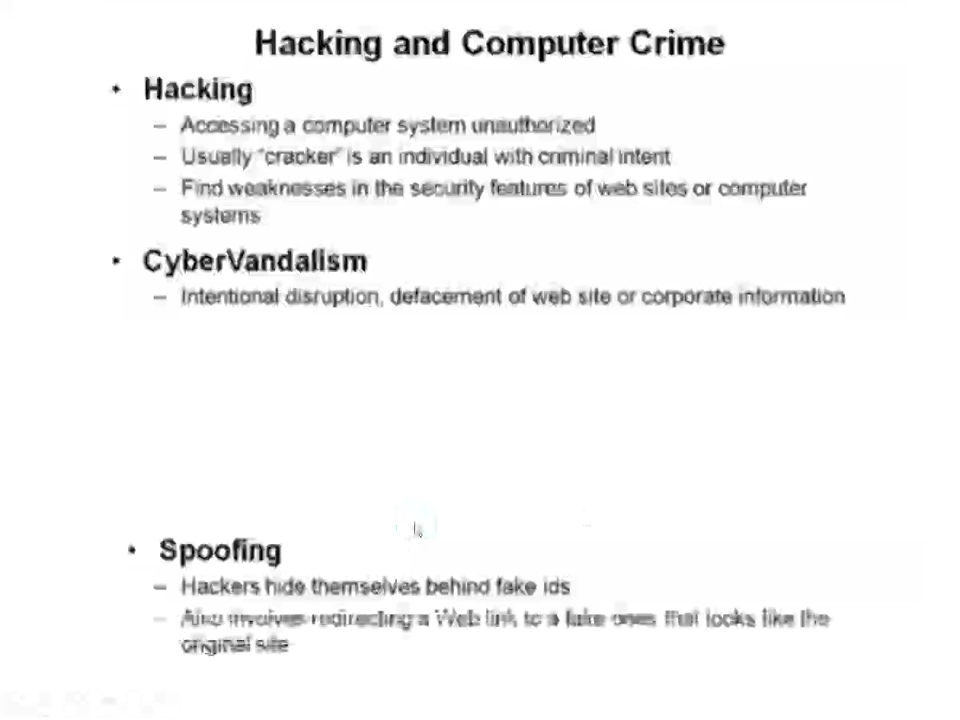 Hacking and Computer Crime
• Hacking
– Accessing a computer system unauthorized
– Usually "cracker" is an individual with criminal intent
– Find weaknesses in the security features of web sites or computer
systems
• CyberVandalism
– Intentional disruption, defacement of web site or corporate information
• Spoofing
– Hackers hide themselves behind fake ids
– Also involves redirecting a Web link to a fake ones that looks like the
original site